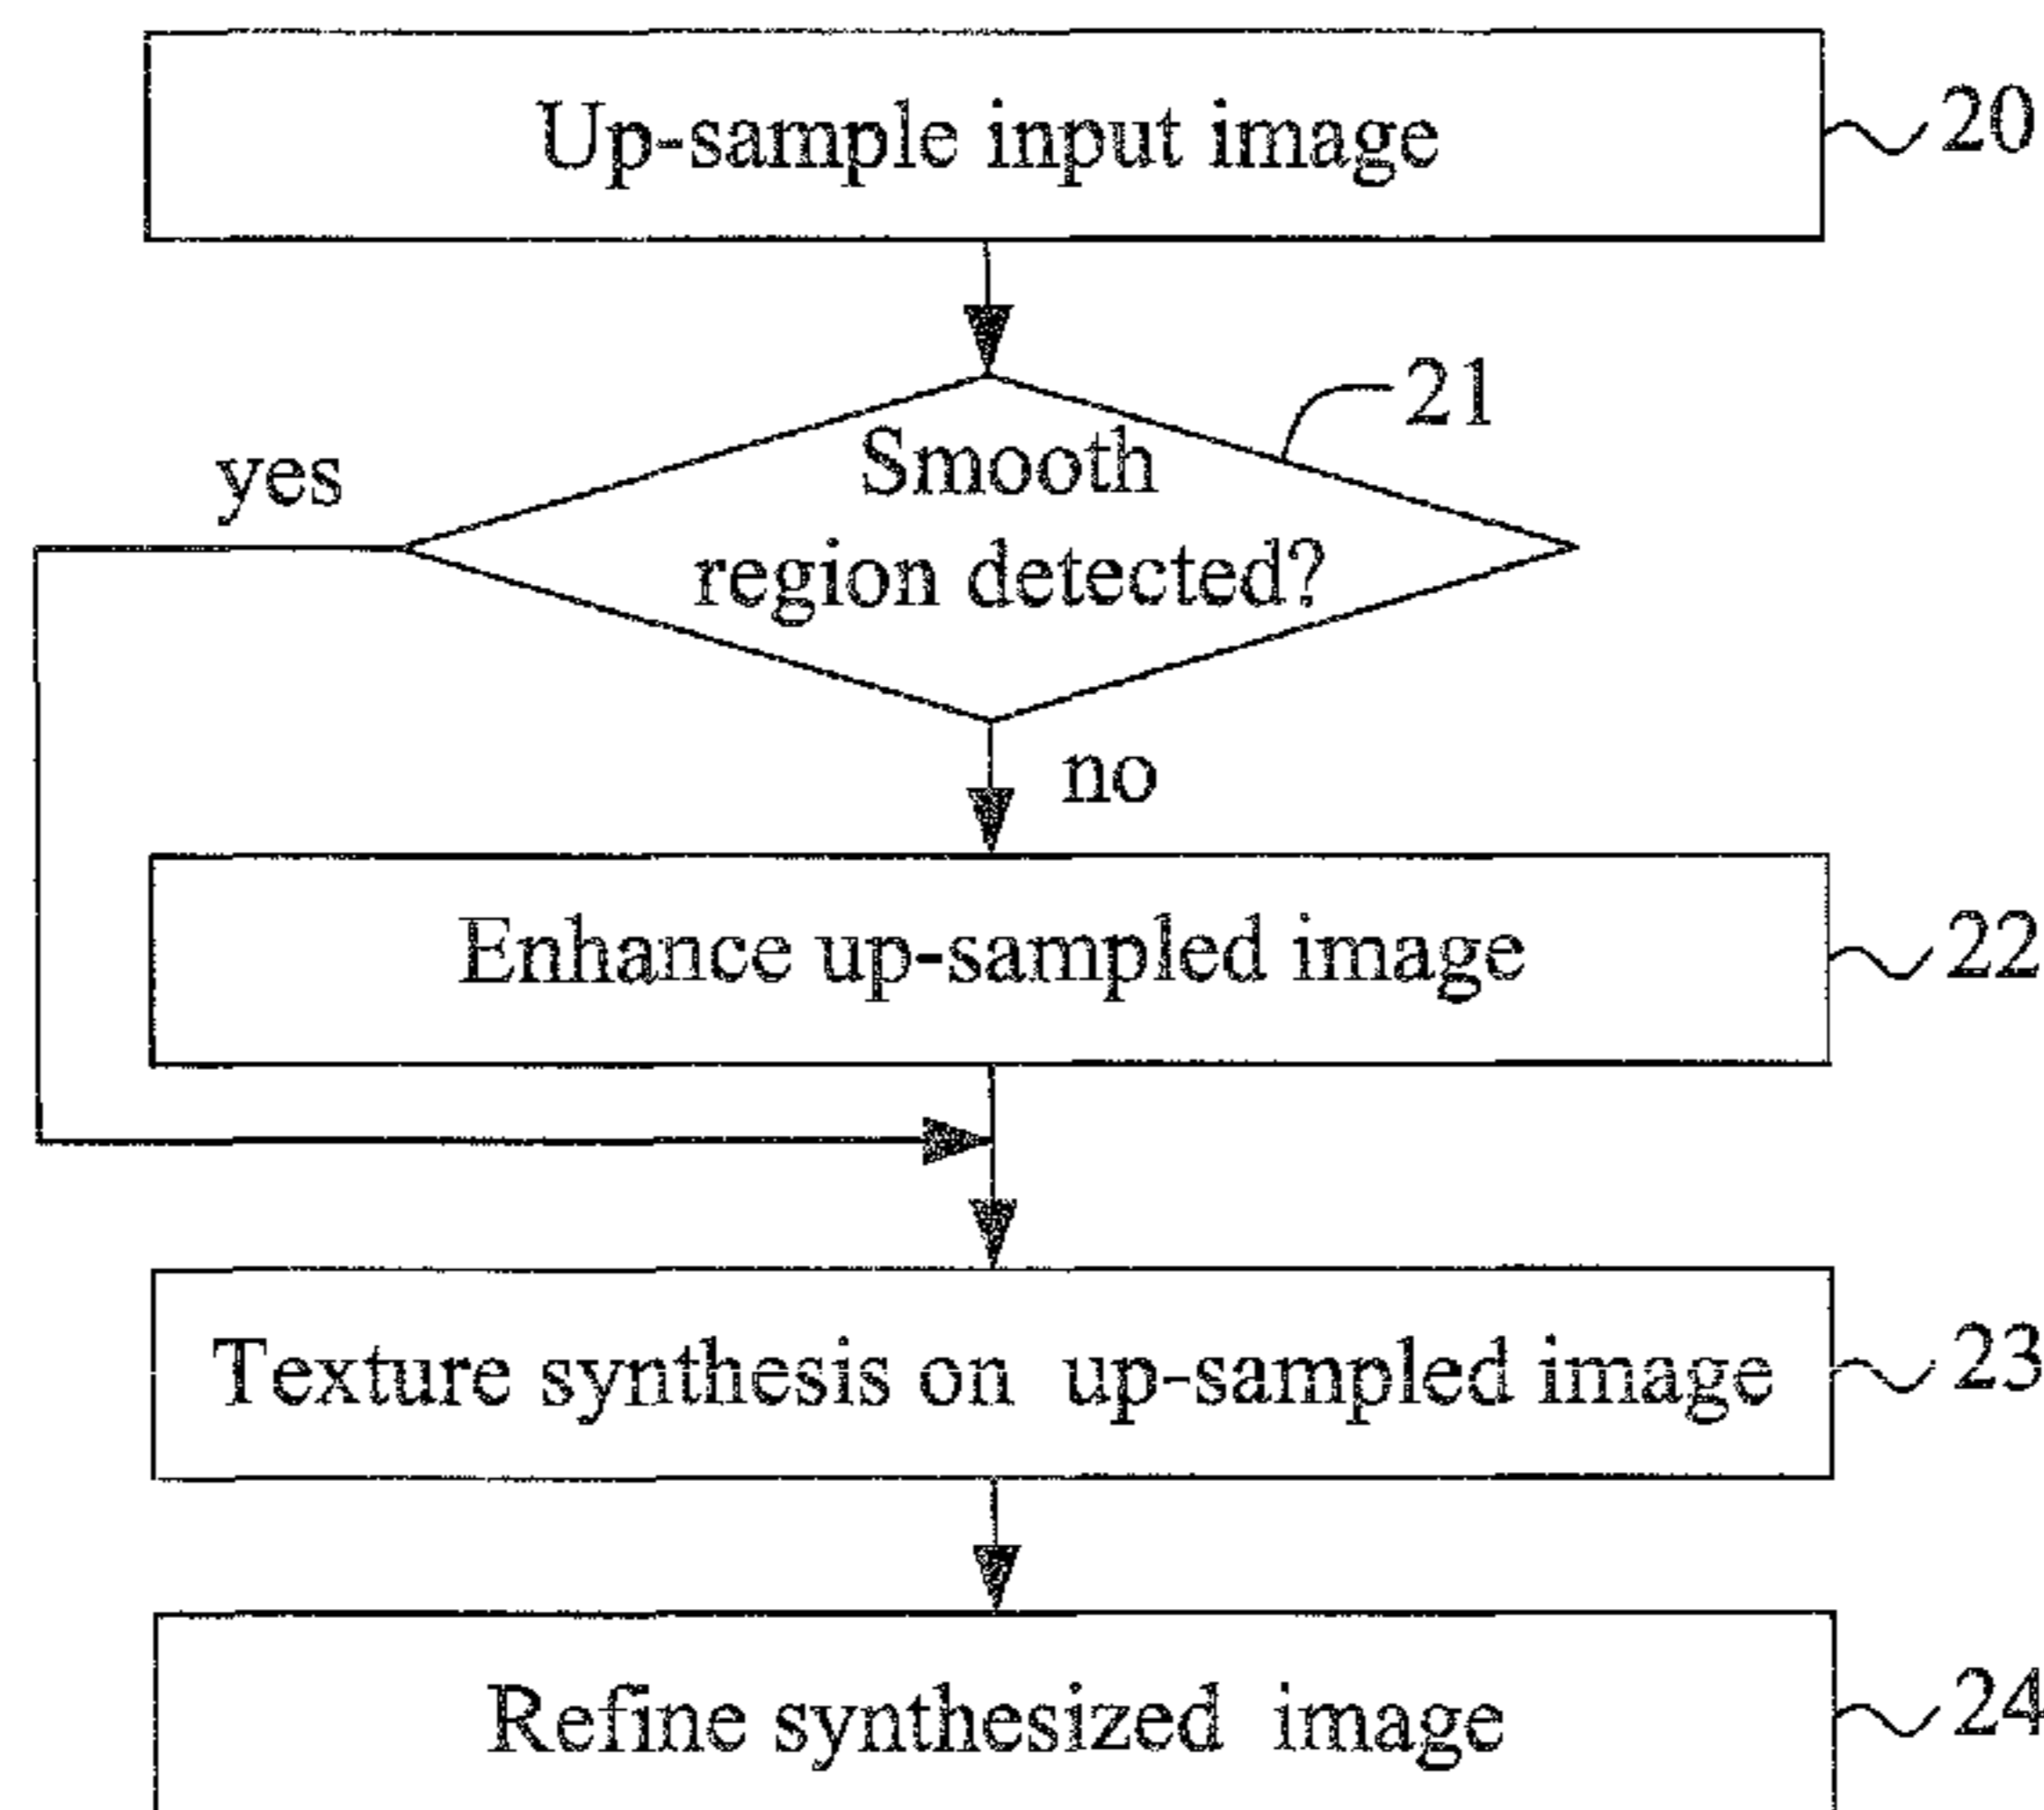 Up-sample input image
20
21
Smooth
yes
region detected?
no
Enhance up-sampled image
22
Texture synthesis on up-sampled image
23
Refine synthesized image
24